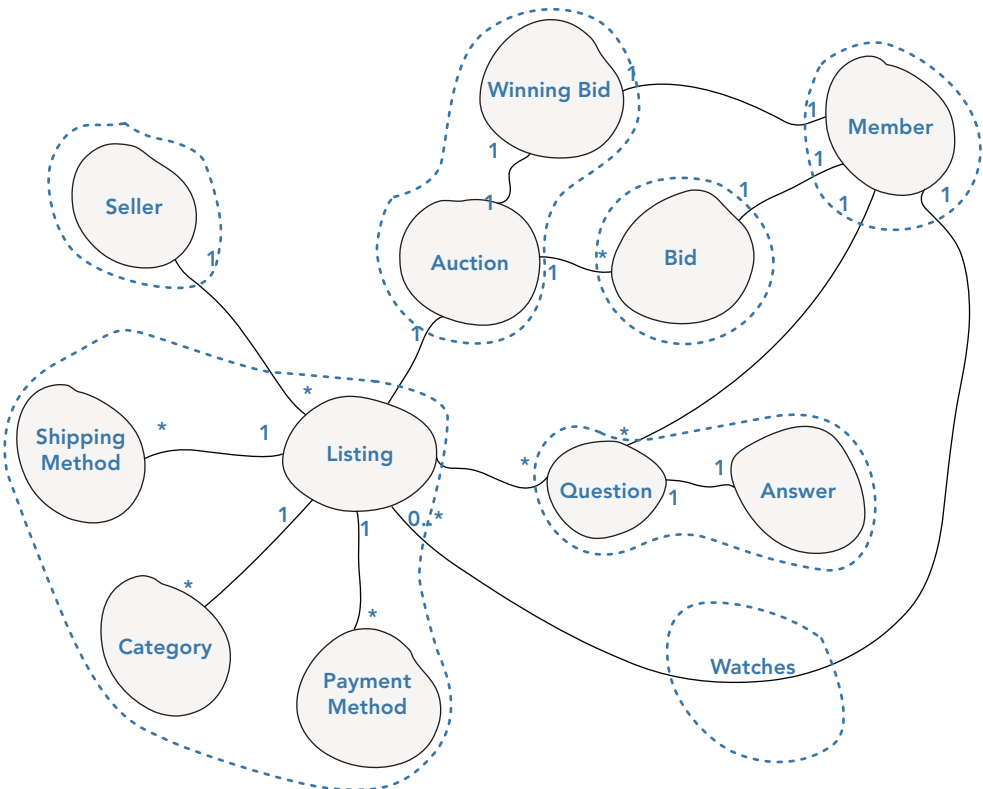 Winning Bid
1
1
Member
1
1
1
1
1
1
Seller
1
Auction
1
*
Bid
1
1
*
Shipping
Method
*
1
Listing
*
*
Question
1
1
Answer
1
0..*
1
*
*
Category
Payment
Method
Watches